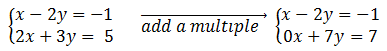 x − 2y = −1
2x + 3y = 5
add a multiple
x − 2y = −1
0x + 7y = 7